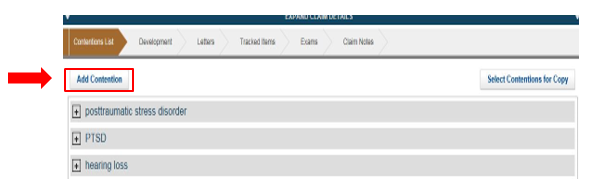 EXPAND CLAIM DETAILS
Contentions List Development Letters Tracked Items Exams Claim Notes
Add Contention Select Contentions for Copy
posttraumatic stress disorder
PTSD
hearing loss